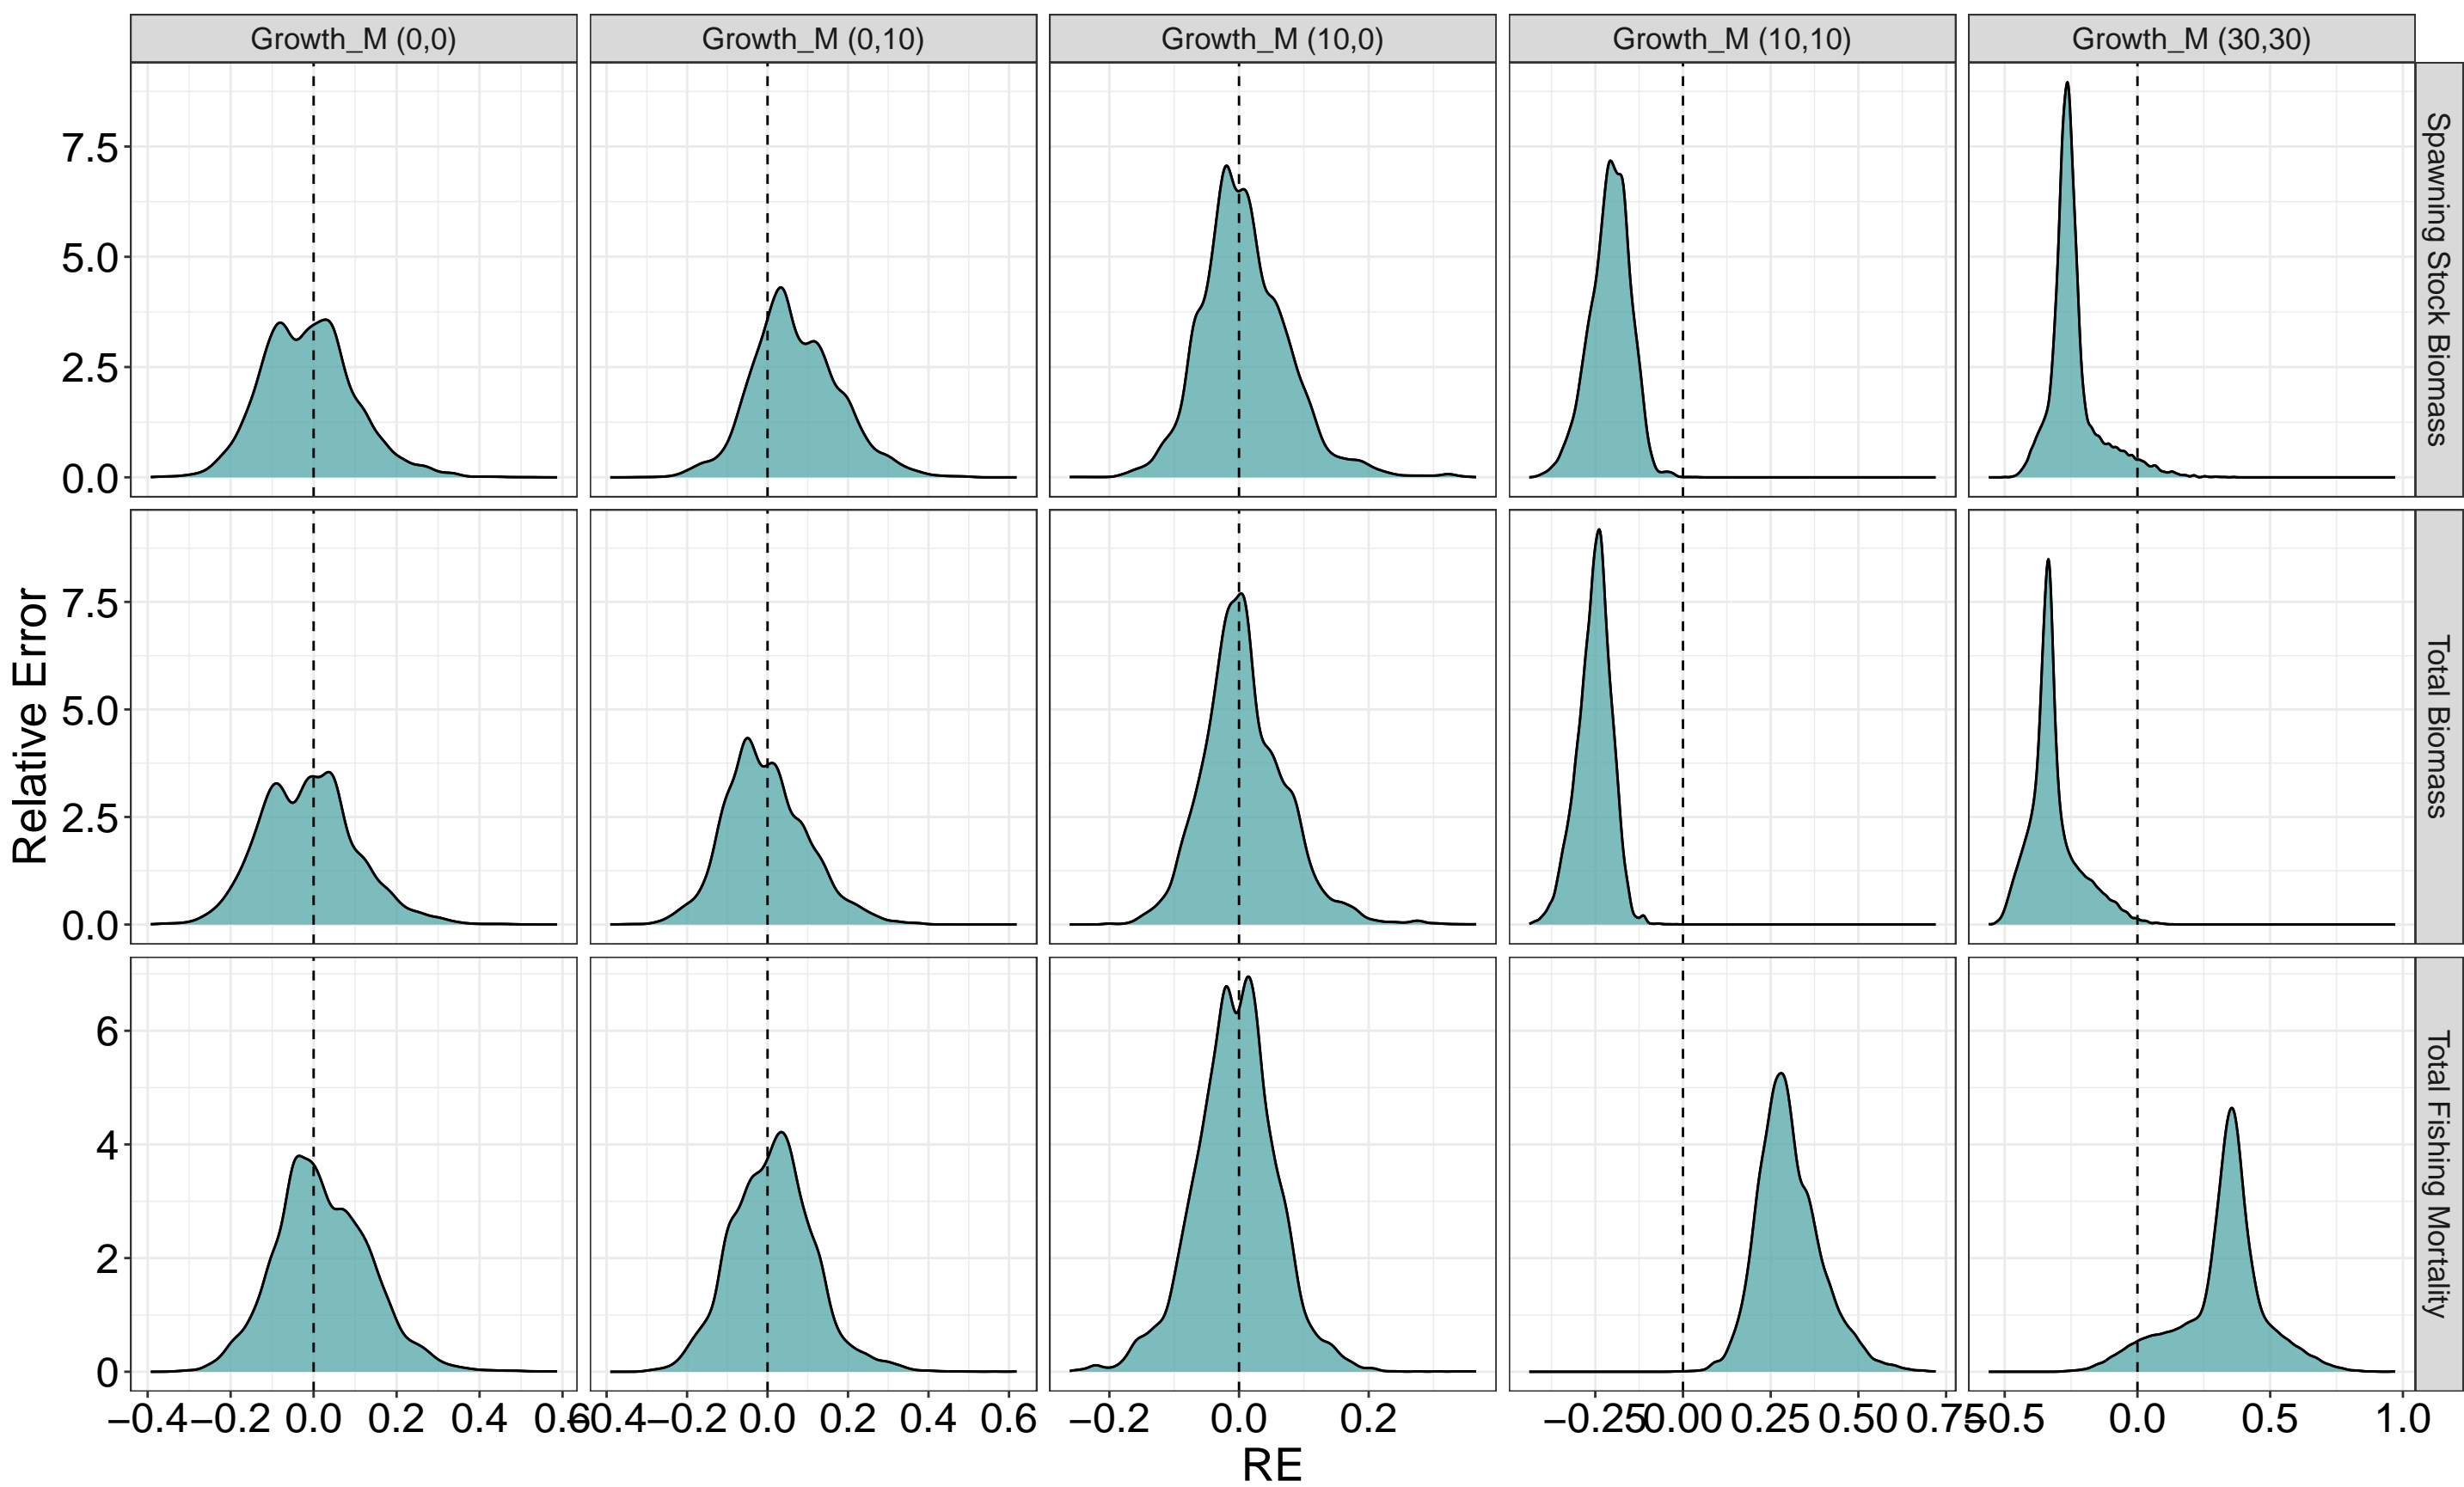 Growth_M (0,0)
Growth_M (0,10)
Growth_M (10,0)
Growth_M (10,10)
Growth_M (30,30)
7.5
5.0
2.5
0.0
Spawning Stock Biomass
Relative Error
7.5
5.0
2.5
0.0
Total Biomass
6
4
2
0
Total Fishing Mortality
−0.4 −0.2 0.0 0.2 0.4 0.6 −0.4 −0.2 0.0 0.2 0.4 0.6 −0.2 0.0 0.2 −0.25 0.00 0.25 0.50 0.75 −0.5 0.0 0.5 1.0
RE